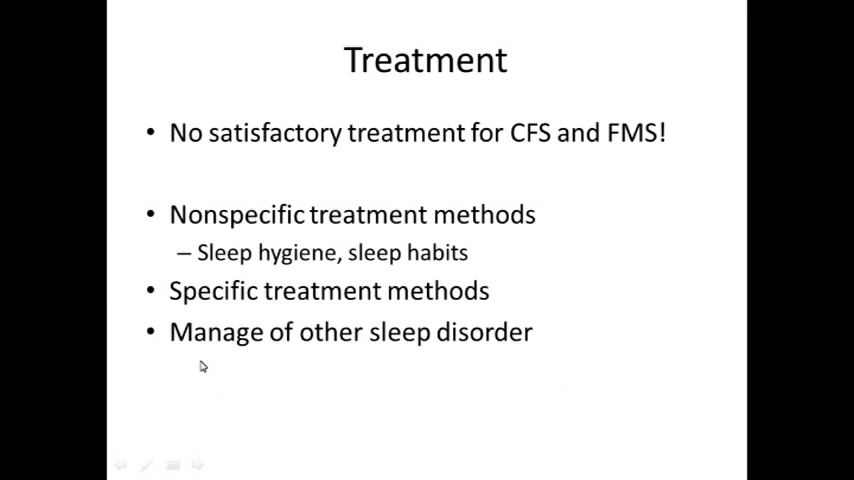 Treatment
• No satisfactory treatment for CFS and FMS!
• Nonspecific treatment methods
– Sleep hygiene, sleep habits
• Specific treatment methods
• Manage of other sleep disorder